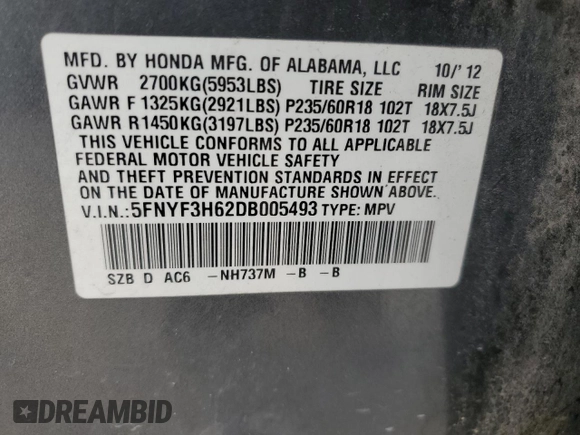 MFD. BY HONDA MFG. OF ALABAMA, LLC 10/'12
GVWR 2700KG(5953LBS) TIRE SIZE RIM SIZE
GAWR F 1325KG(2921LBS) P235/60R18 102T 18X7.5J
GAWR R1450KG(3197LBS) P235/60R18 102T 18X7.5J
THIS VEHICLE CONFORMS TO ALL APPLICABLE
FEDERAL MOTOR VEHICLE SAFETY
AND THEFT PREVENTION STANDARDS IN EFFECT
ON THE DATE OF MANUFACTURE SHOWN ABOVE.
V.I.N.:5FNYF3H62DB005493 TYPE: MPV
SZB D AC6 -NH737M -B -B
DREAMBID